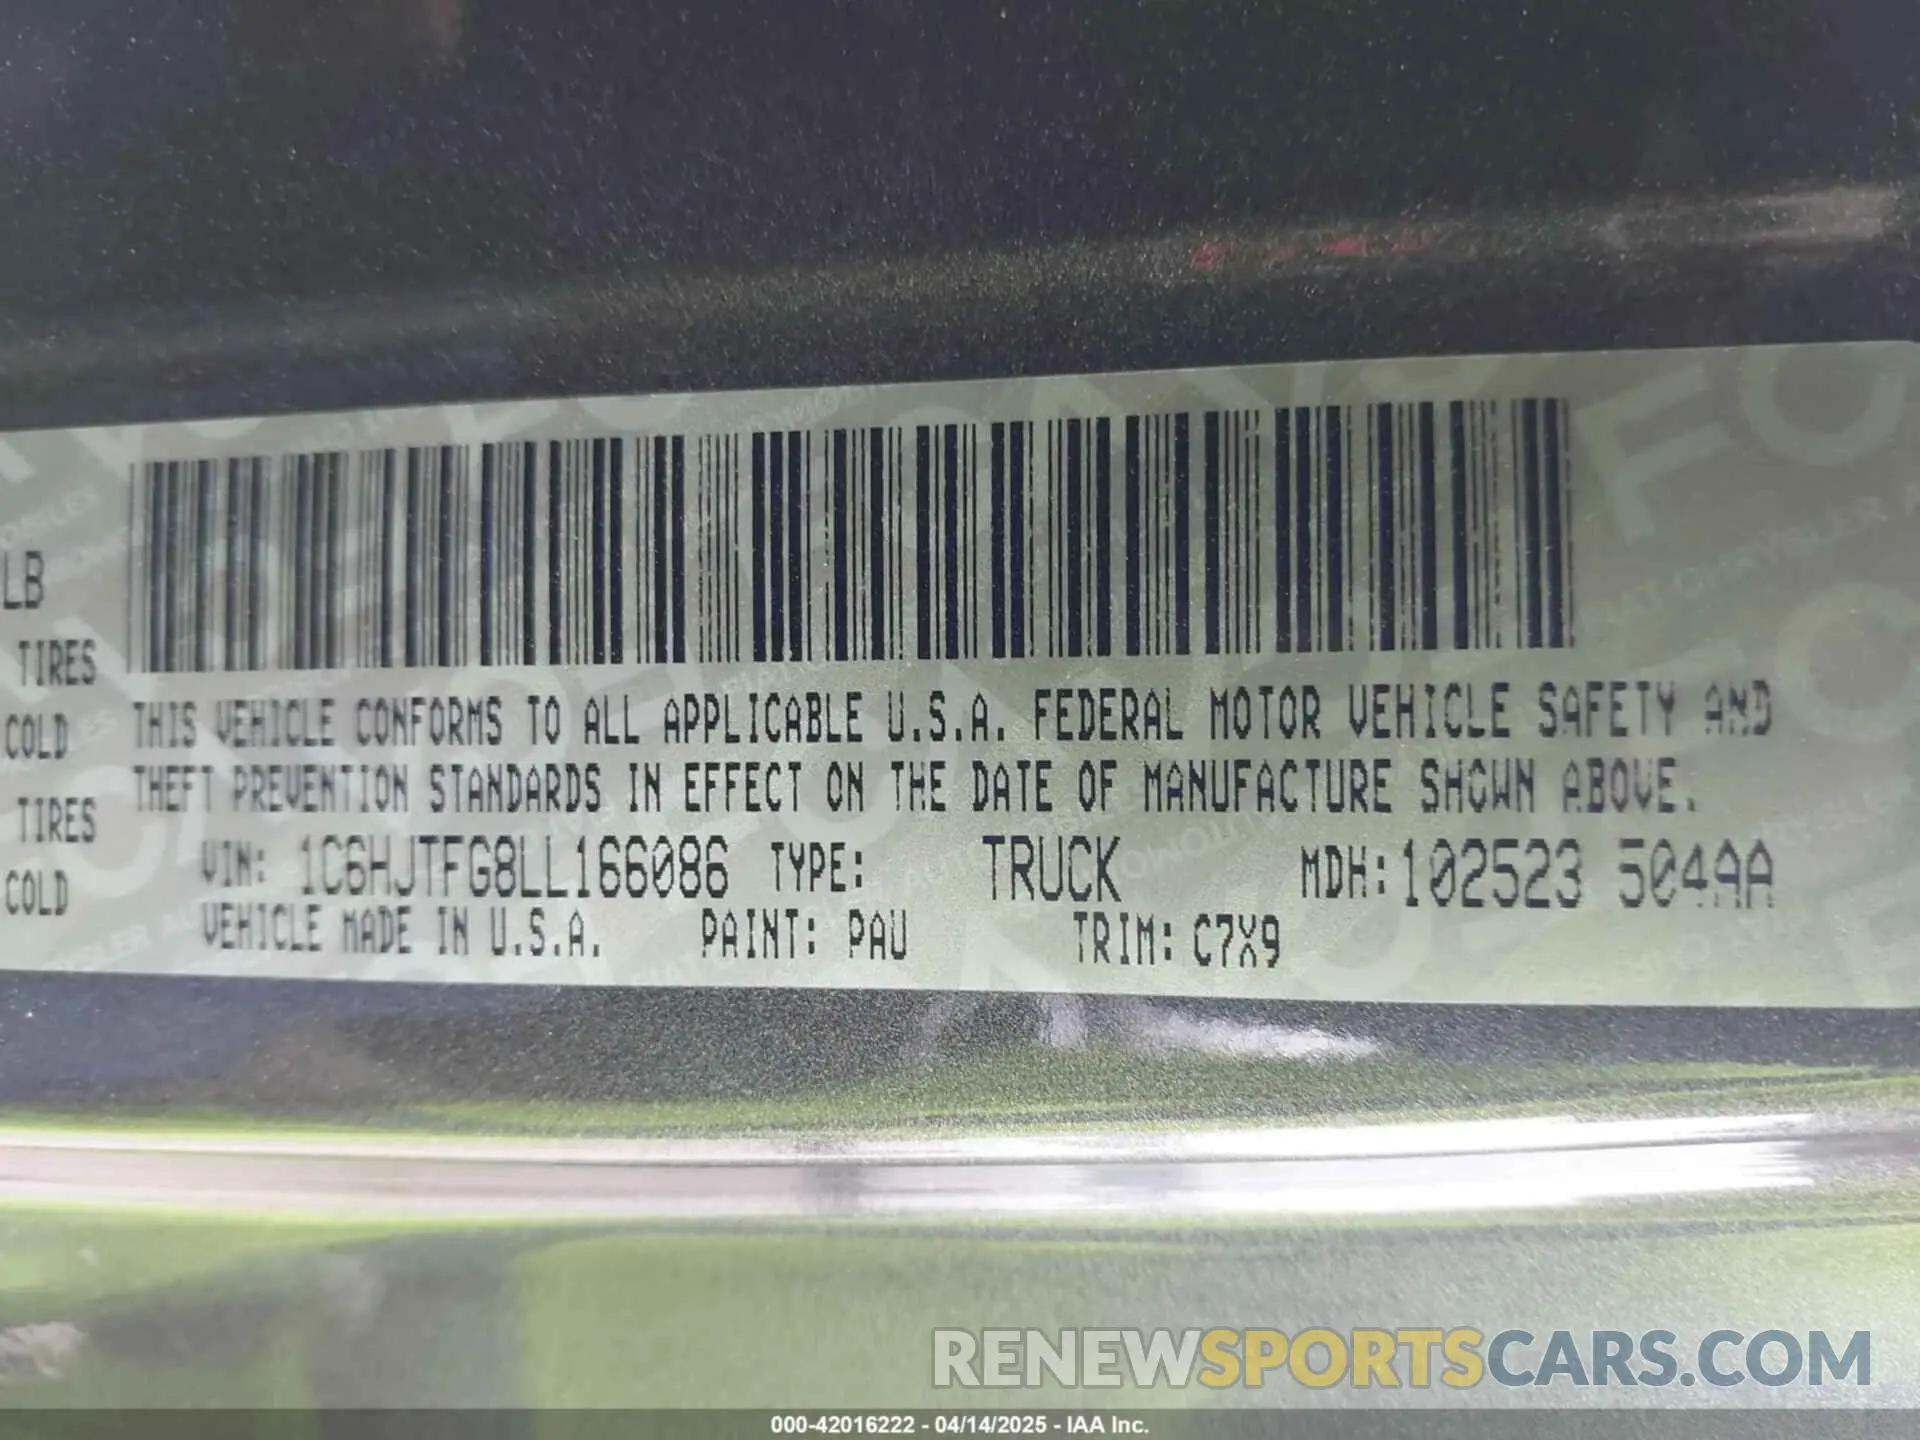 LB
TIRES
COLD
TIRES
COLD
THIS VEHICLE CONFORMS TO ALL APPLICABLE U.S.A. FEDERAL MOTOR VEHICLE SAFETY AND
THEFT PREVENTION STANDARDS IN EFFECT ON THE DATE OF MANUFACTURE SHOWN ABOVE.
VIN: 1C6HJTFG8LL166086 TYPE: TRUCK MDH:102523 504AA
VEHICLE MADE IN U.S.A. PAINT: PAU TRIM: C7X9
RENEWSPORTSCARS.COM
000-42016222 - 04/14/2025 - IAA Inc.